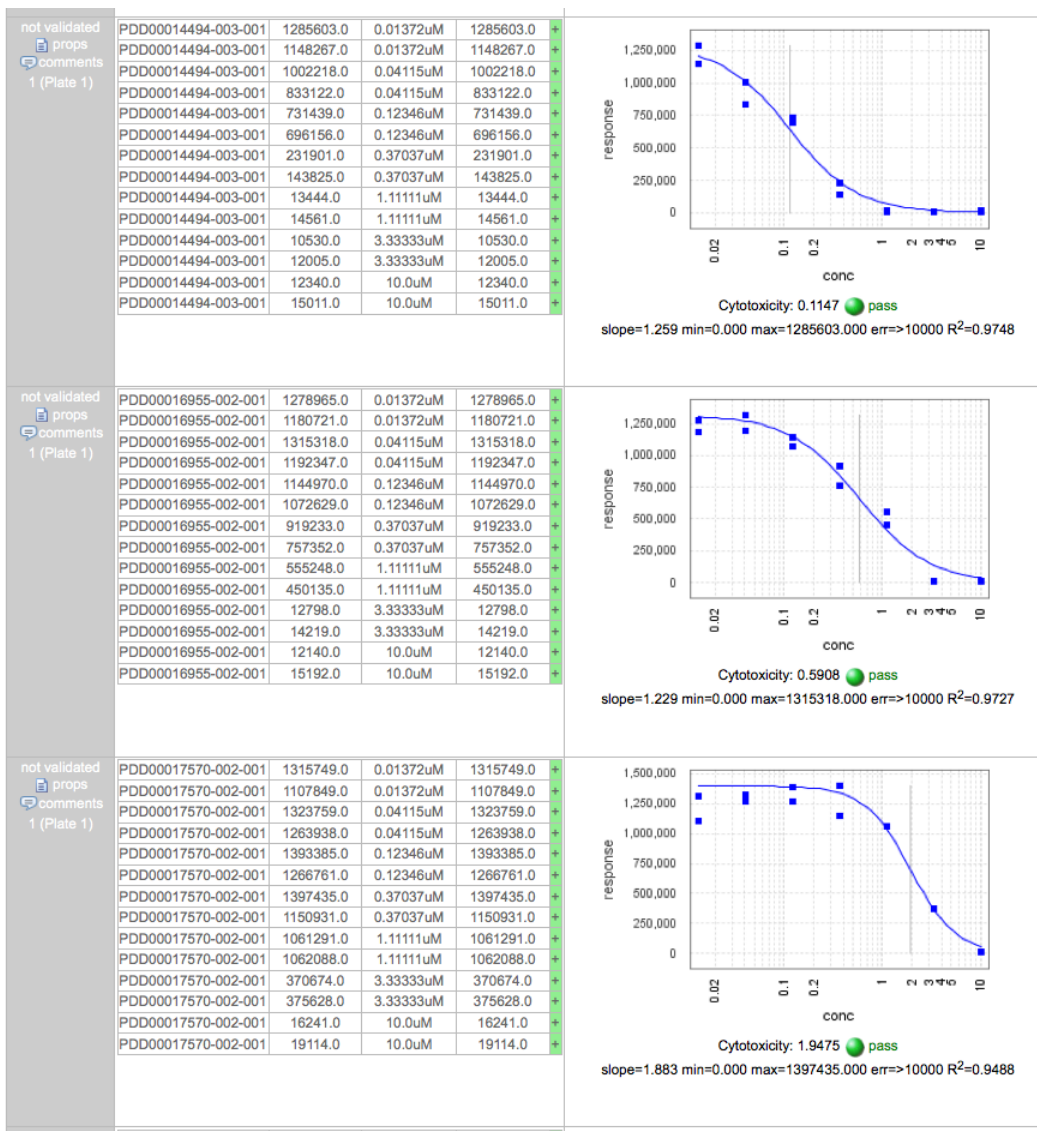 not validated
props
comments
1 (Plate 1)
PDD00014494-003-001 1285603.0 0.01372uM 1285603.0 +
PDD00014494-003-001 1148267.0 0.01372uM 1148267.0 +
PDD00014494-003-001 1002218.0 0.04115uM 1002218.0 +
PDD00014494-003-001 833122.0 0.04115uM 833122.0 +
PDD00014494-003-001 731439.0 0.12346uM 731439.0 +
PDD00014494-003-001 696156.0 0.12346uM 696156.0 +
PDD00014494-003-001 231901.0 0.37037uM 231901.0 +
PDD00014494-003-001 143825.0 0.37037uM 143825.0 +
PDD00014494-003-001 13444.0 1.11111uM 13444.0 +
PDD00014494-003-001 14561.0 1.11111uM 14561.0 +
PDD00014494-003-001 10530.0 3.33333uM 10530.0 +
PDD00014494-003-001 12005.0 3.33333uM 12005.0 +
PDD00014494-003-001 12340.0 10.0uM 12340.0 +
PDD00014494-003-001 15011.0 10.0uM 15011.0 +
response
1,250,000
1,000,000
750,000
500,000
250,000
0
0.02 0.1 0.2 1 2 3 4 5 10
conc
Cytotoxicity: 0.1147 pass
slope=1.259 min=0.000 max=1285603.000 err=>10000 R2=0.9748
not validated
props
comments
1 (Plate 1)
PDD00016955-002-001 1278965.0 0.01372uM 1278965.0 +
PDD00016955-002-001 1180721.0 0.01372uM 1180721.0 +
PDD00016955-002-001 1315318.0 0.04115uM 1315318.0 +
PDD00016955-002-001 1192347.0 0.04115uM 1192347.0 +
PDD00016955-002-001 1144970.0 0.12346uM 1144970.0 +
PDD00016955-002-001 1072629.0 0.12346uM 1072629.0 +
PDD00016955-002-001 919233.0 0.37037uM 919233.0 +
PDD00016955-002-001 757352.0 0.37037uM 757352.0 +
PDD00016955-002-001 555248.0 1.11111uM 555248.0 +
PDD00016955-002-001 450135.0 1.11111uM 450135.0 +
PDD00016955-002-001 12798.0 3.33333uM 12798.0 +
PDD00016955-002-001 14219.0 3.33333uM 14219.0 +
PDD00016955-002-001 12140.0 10.0uM 12140.0 +
PDD00016955-002-001 15192.0 10.0uM 15192.0 +
response
1,250,000
1,000,000
750,000
500,000
250,000
0
0.02 0.1 0.2 1 2 3 4 5 10
conc
Cytotoxicity: 0.5908 pass
slope=1.229 min=0.000 max=1315318.000 err=>10000 R2=0.9727
not validated
props
comments
1 (Plate 1)
PDD00017570-002-001 1315749.0 0.01372uM 1315749.0 +
PDD00017570-002-001 1107849.0 0.01372uM 1107849.0 +
PDD00017570-002-001 1323759.0 0.04115uM 1323759.0 +
PDD00017570-002-001 1263938.0 0.04115uM 1263938.0 +
PDD00017570-002-001 1393385.0 0.12346uM 1393385.0 +
PDD00017570-002-001 1266761.0 0.12346uM 1266761.0 +
PDD00017570-002-001 1397435.0 0.37037uM 1397435.0 +
PDD00017570-002-001 1150931.0 0.37037uM 1150931.0 +
PDD00017570-002-001 1061291.0 1.11111uM 1061291.0 +
PDD00017570-002-001 1062088.0 1.11111uM 1062088.0 +
PDD00017570-002-001 370674.0 3.33333uM 370674.0 +
PDD00017570-002-001 375628.0 3.33333uM 375628.0 +
PDD00017570-002-001 16241.0 10.0uM 16241.0 +
PDD00017570-002-001 19114.0 10.0uM 19114.0 +
response
1,500,000
1,250,000
1,000,000
750,000
500,000
250,000
0
0.02 0.1 0.2 1 2 3 4 5 10
conc
Cytotoxicity: 1.9475 pass
slope=1.883 min=0.000 max=1397435.000 err=>10000 R2=0.9488